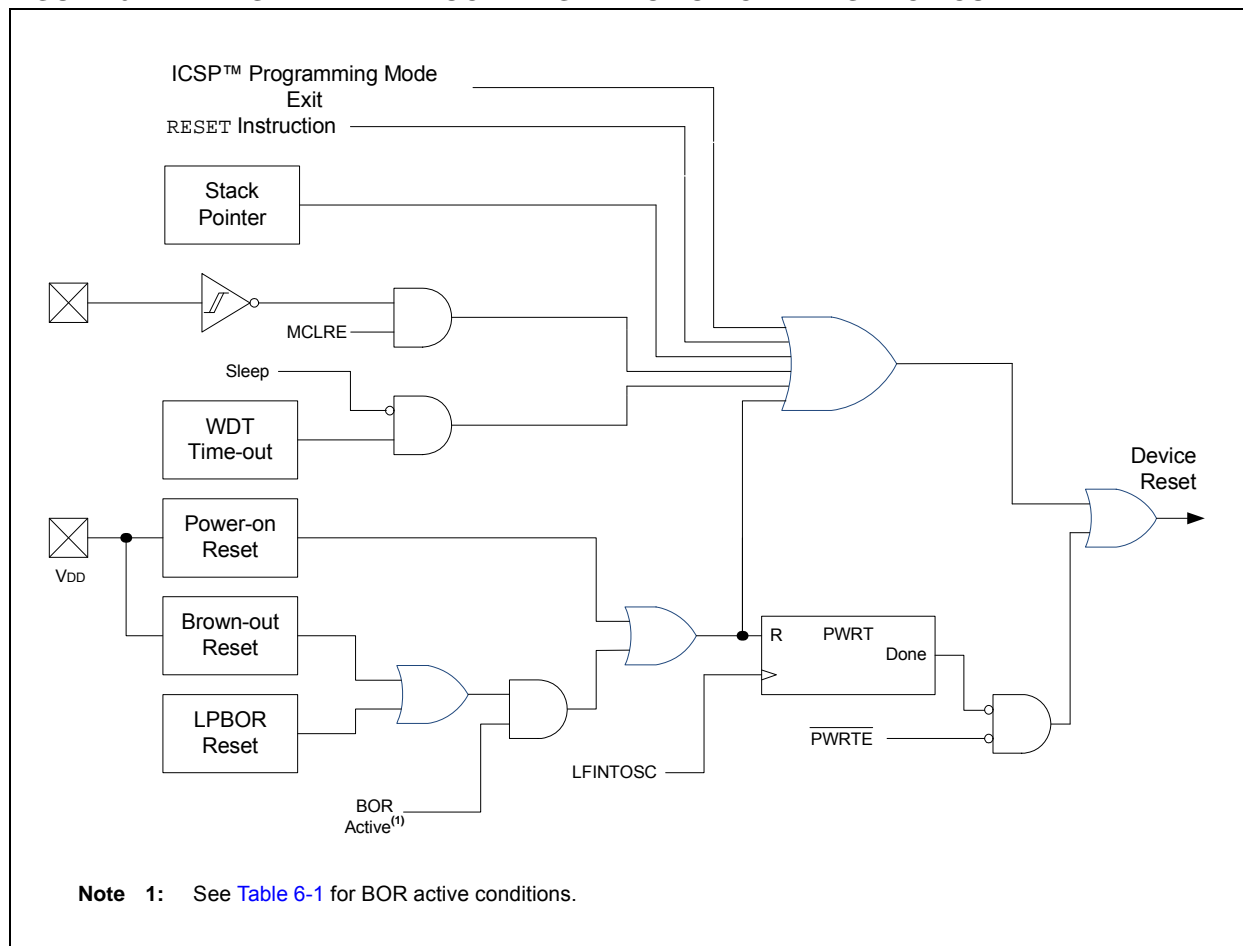 ICSP™ Programming Mode
Exit
RESET Instruction
Stack
Pointer
MCLRE
Sleep
WDT
Time-out
Device
Reset
Power-on
Reset
VDD
Brown-out
Reset
R
PWRT
Done
LPBOR
Reset
PWRTE
LFINTOSC
BOR
Active(1)
Note 1: See Table 6-1 for BOR active conditions.